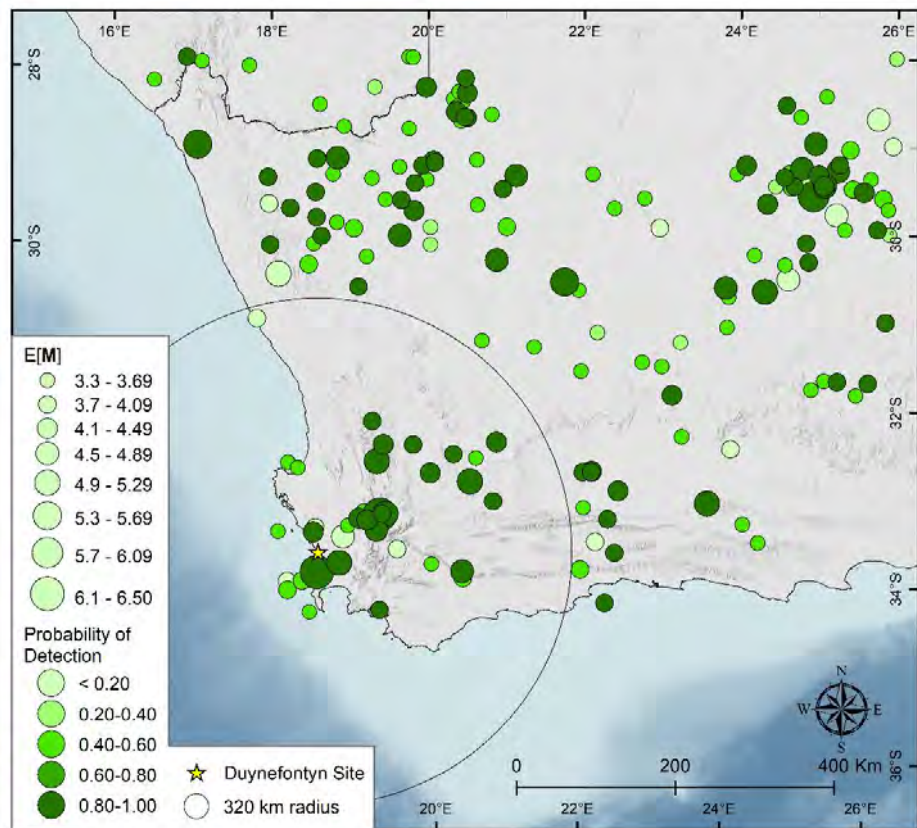 16°E 18°E 20°E 22°E 24°E 26°E
28°S 28°S
30°S 30°S
32°S
34°S
36°S
E[M]
3.3 - 3.69
3.7 - 4.09
4.1 - 4.49
4.5 - 4.89
4.9 - 5.29
5.3 - 5.69
5.7 - 6.09
6.1 - 6.50
Probability of
Detection
< 0.20
0.20-0.40
0.40-0.60
0.60-0.80
0.80-1.00
Duynefontyn Site
320 km radius
N
W E
S
0 200 400 Km
20°E 22°E 24°E 26°E